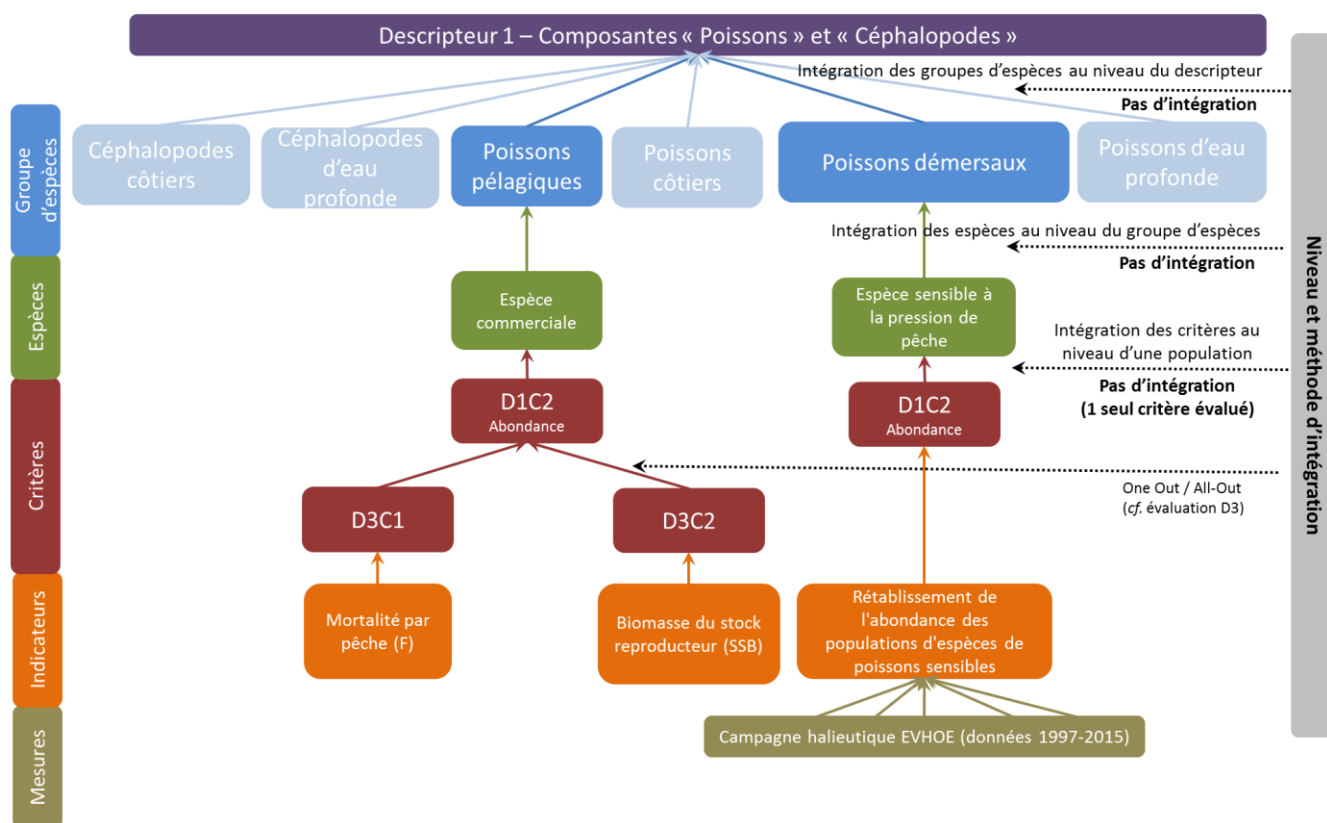 Descripteur 1 – Composantes « Poissons » et « Céphalopodes »
Intégration des groupes d'espèces au niveau du descripteur
Pas d'intégration
Groupe
d'espèces
Céphalopodes
côtiers
Céphalopodes
d'eau
profonde
Poissons
pélagiques
Poissons
côtiers
Poissons démersaux
Poissons d'eau
profonde
Intégration des espèces au niveau du groupe d'espèces
Pas d'intégration
Espèces
Espèce
commerciale
Espèce sensible à
la pression de
pêche
Intégration des critères au
niveau d'une population
Pas d'intégration
(1 seul critère évalué)
Critères
D1C2
Abondance
D1C2
Abondance
D3C1
D3C2
One Out / All-Out
(cf. évaluation D3)
Indicateurs
Mortalité par
pêche (F)
Biomasse du stock
reproducteur (SSB)
Rétablissement de
l'abondance des
populations d'espèces de
poissons sensibles
Mesures
Campagne halieutique EVHOE (données 1997-2015)
Niveau et méthode d'intégration